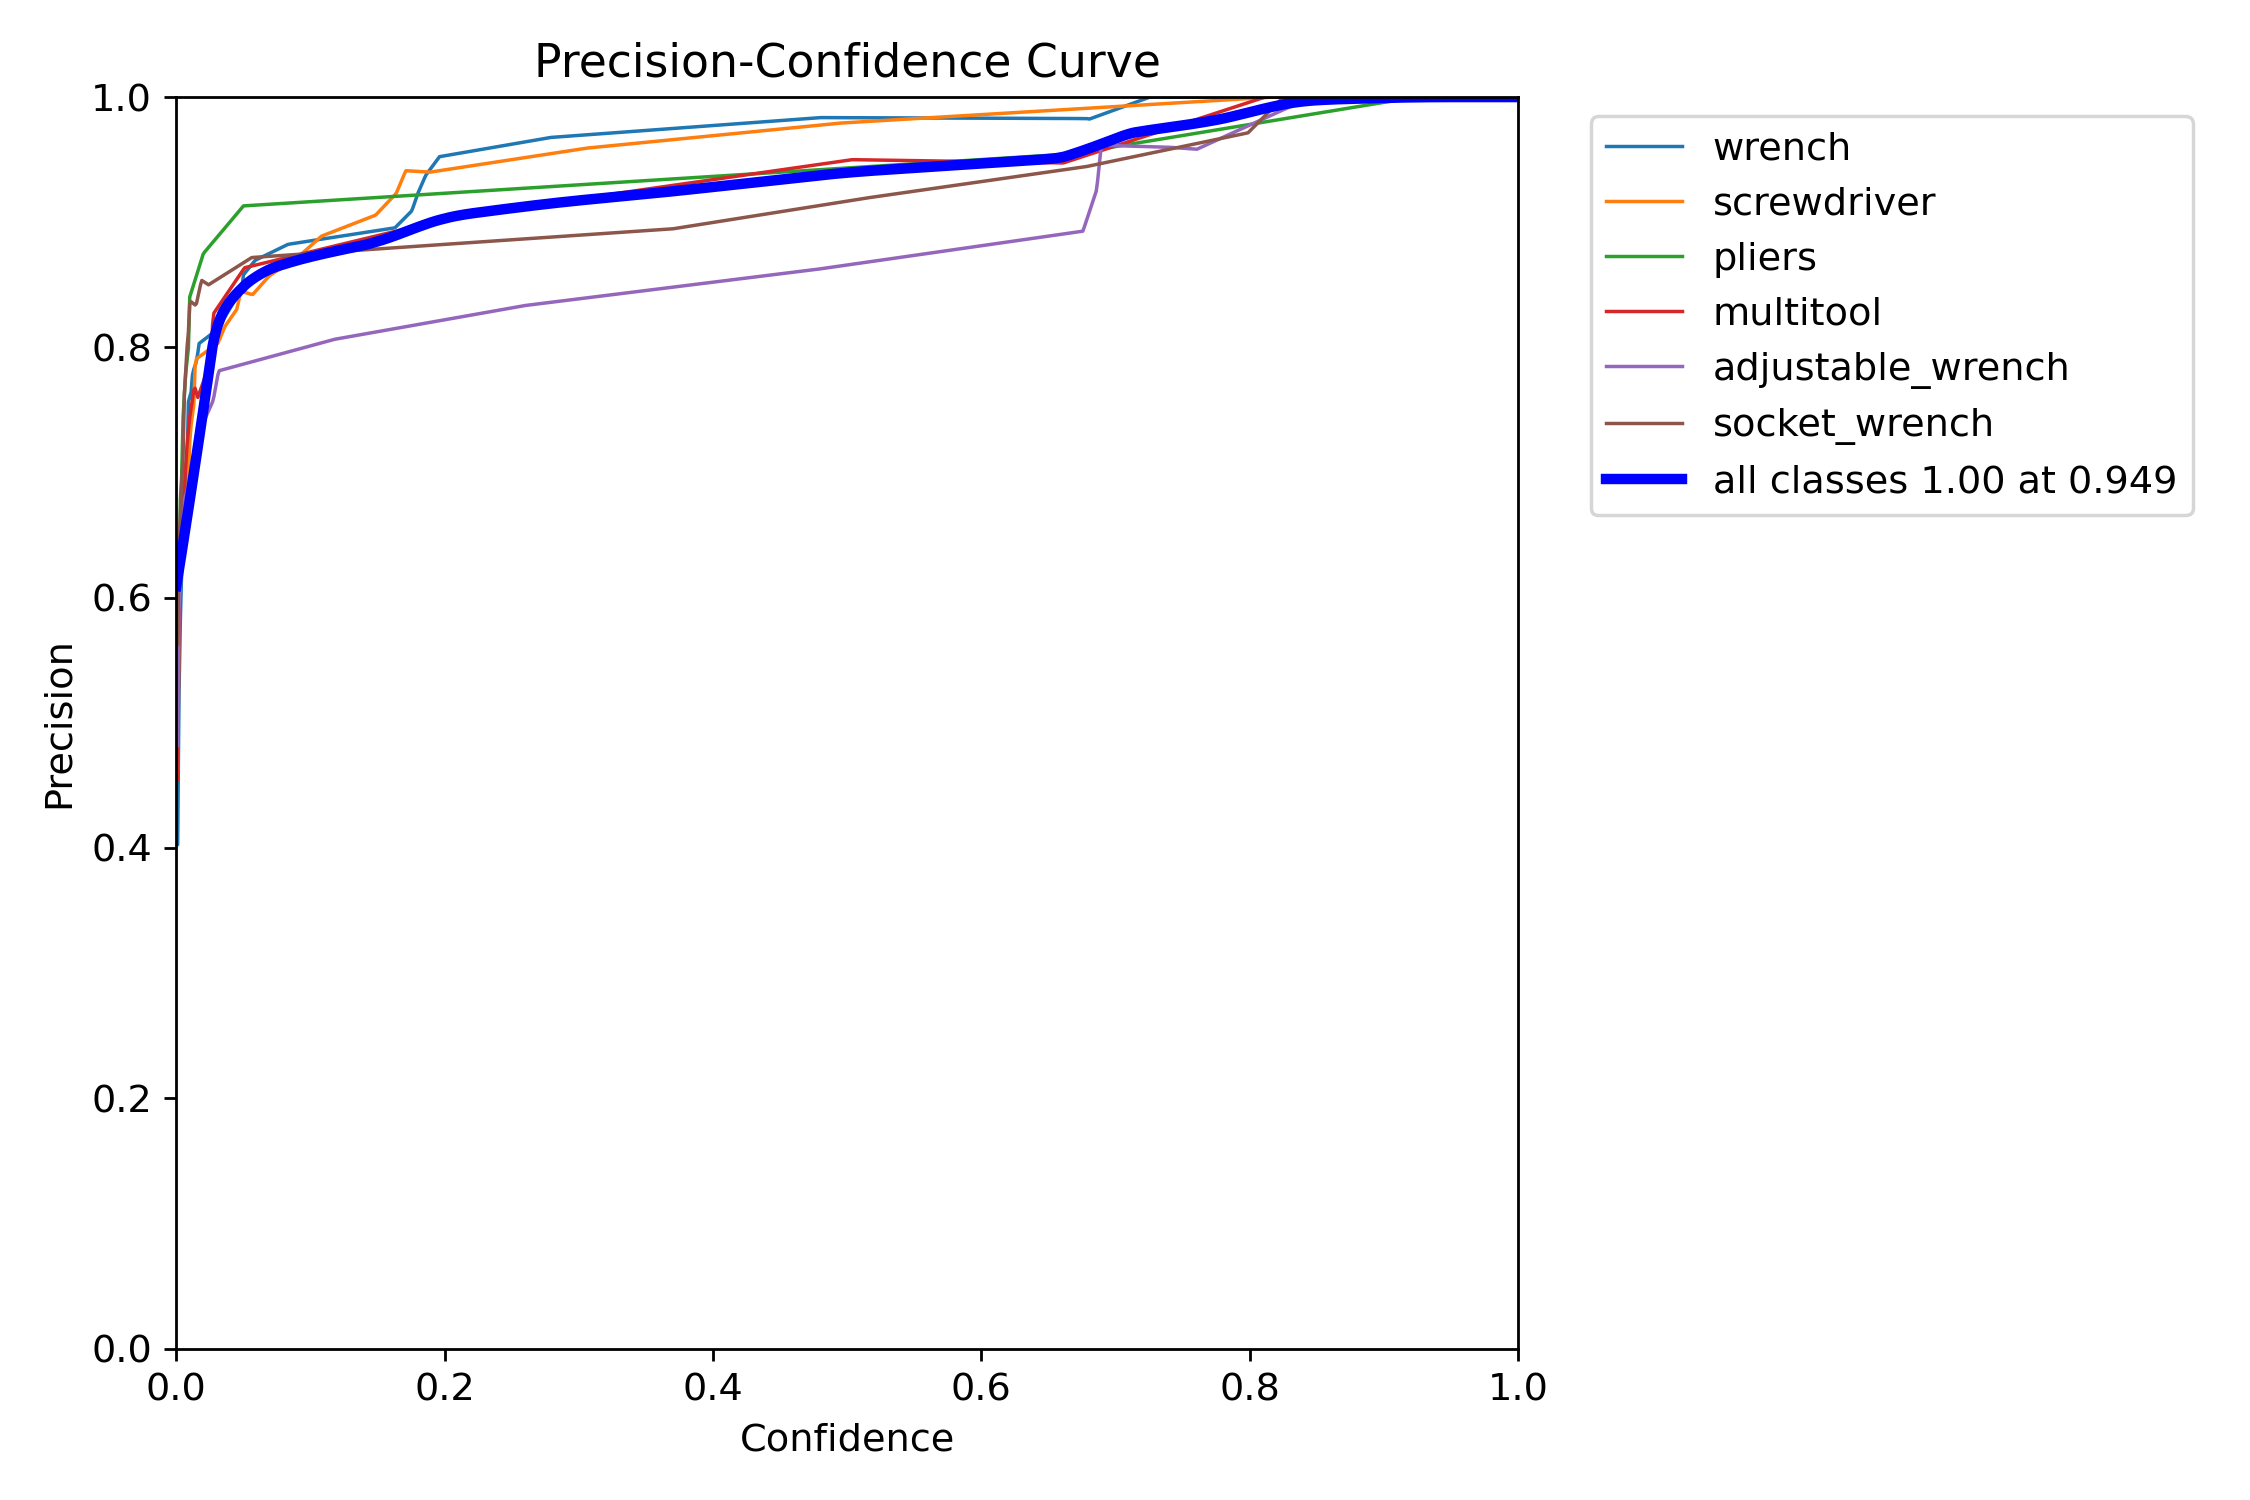 Precision-Confidence Curve
1.0
0.8
0.6
0.4
0.2
0.0
Precision
0.0 0.2 0.4 0.6 0.8 1.0
Confidence
wrench
screwdriver
pliers
multitool
adjustable_wrench
socket_wrench
all classes 1.00 at 0.949